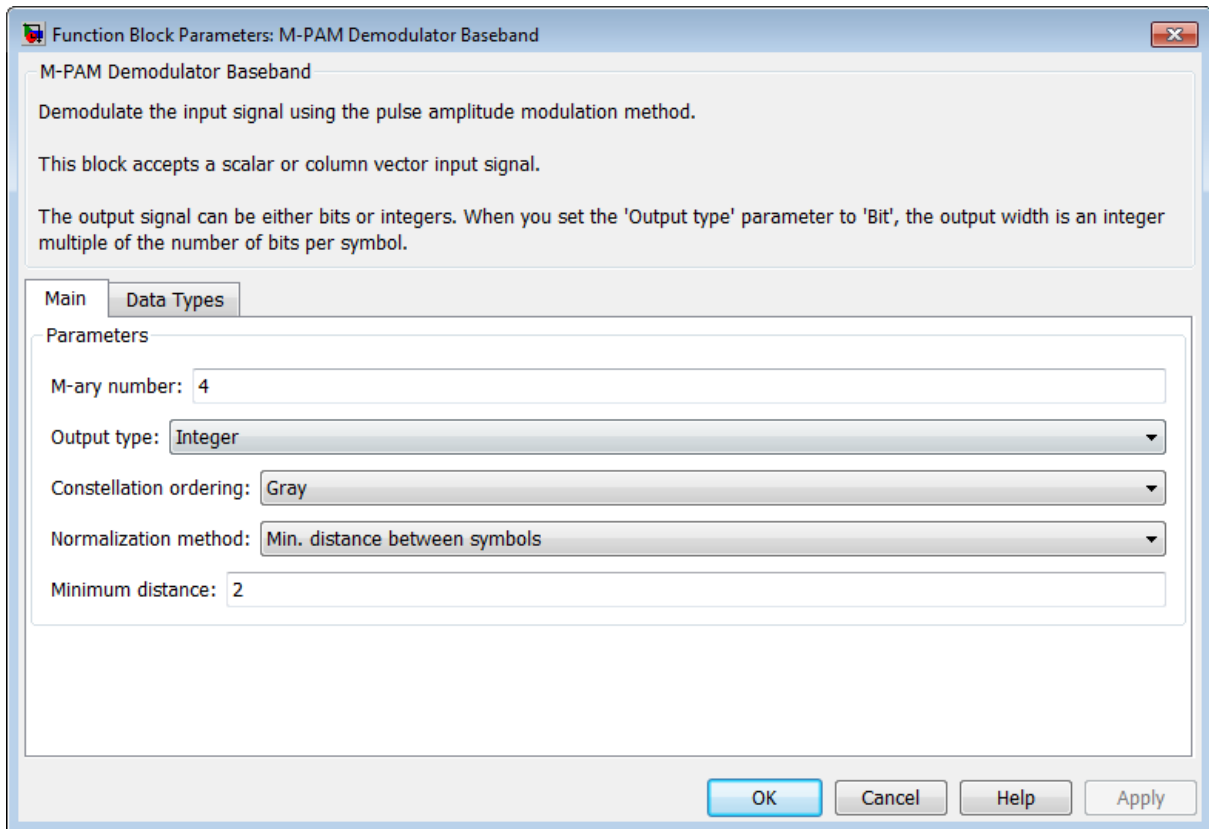 Function Block Parameters: M-PAM Demodulator Baseband
M-PAM Demodulator Baseband
Demodulate the input signal using the pulse amplitude modulation method.
This block accepts a scalar or column vector input signal.
The output signal can be either bits or integers. When you set the 'Output type' parameter to 'Bit', the output width is an integer
multiple of the number of bits per symbol.
Main Data Types
Parameters
M-ary number: 4
Output type: Integer
Constellation ordering: Gray
Normalization method: Min. distance between symbols
Minimum distance: 2
OK Cancel Help Apply